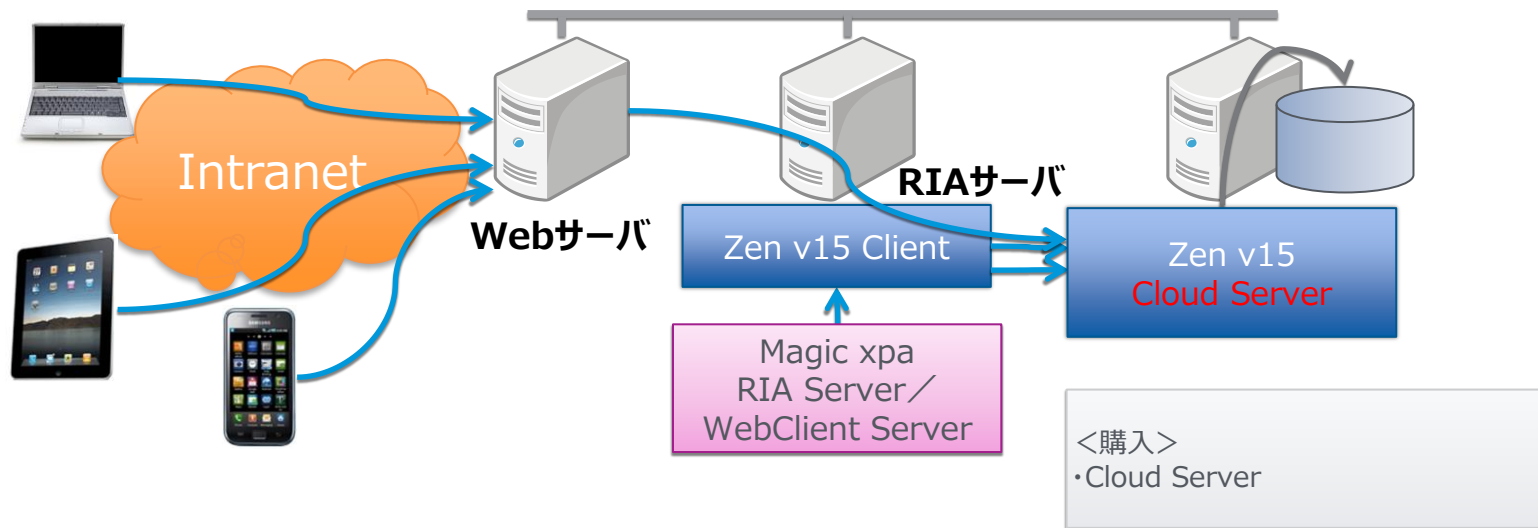 Intranet
Webサーバ
RIAサーバ
Zen v15 Client
Zen v15
Cloud Server
Magic xpa
RIA Server／
WebClient Server
＜購入＞
・Cloud Server
SAMSUNG